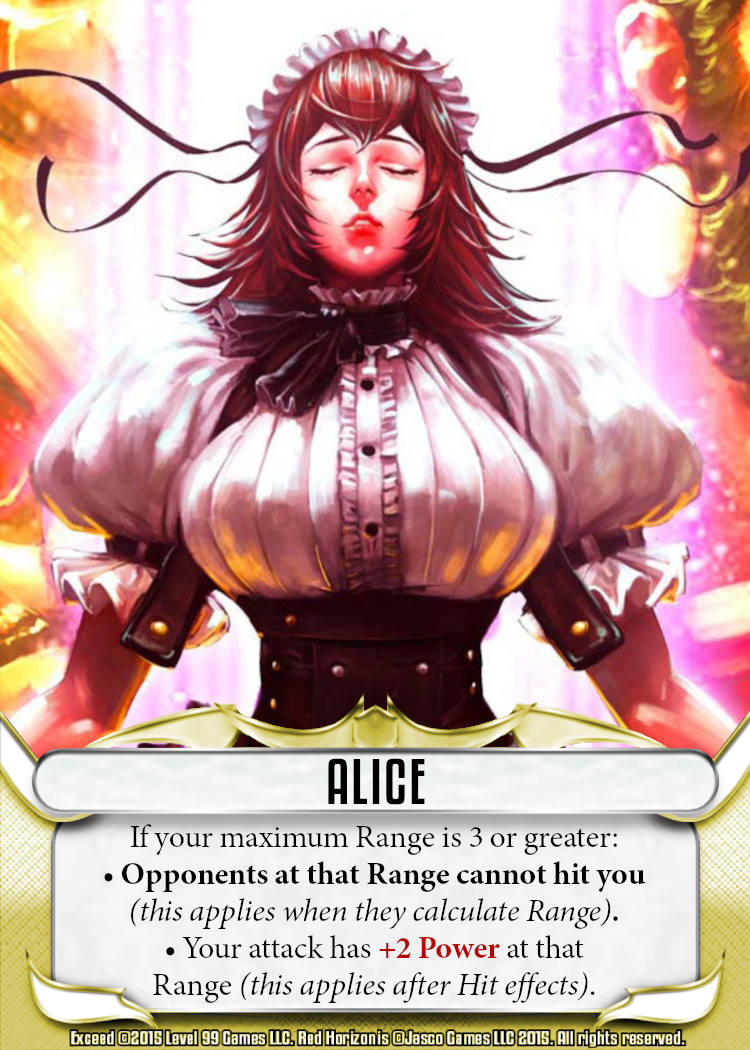 ALICE
If your maximum Range is 3 or greater:
• Opponents at that Range cannot hit you
(this applies when they calculate Range).
• Your attack has +2 Power at that
Range (this applies after Hit effects).
Exceed ©2015 Level 99 Games LLC, Red Horizon is ©Jasco Games LLC 2015. All rights reserved.